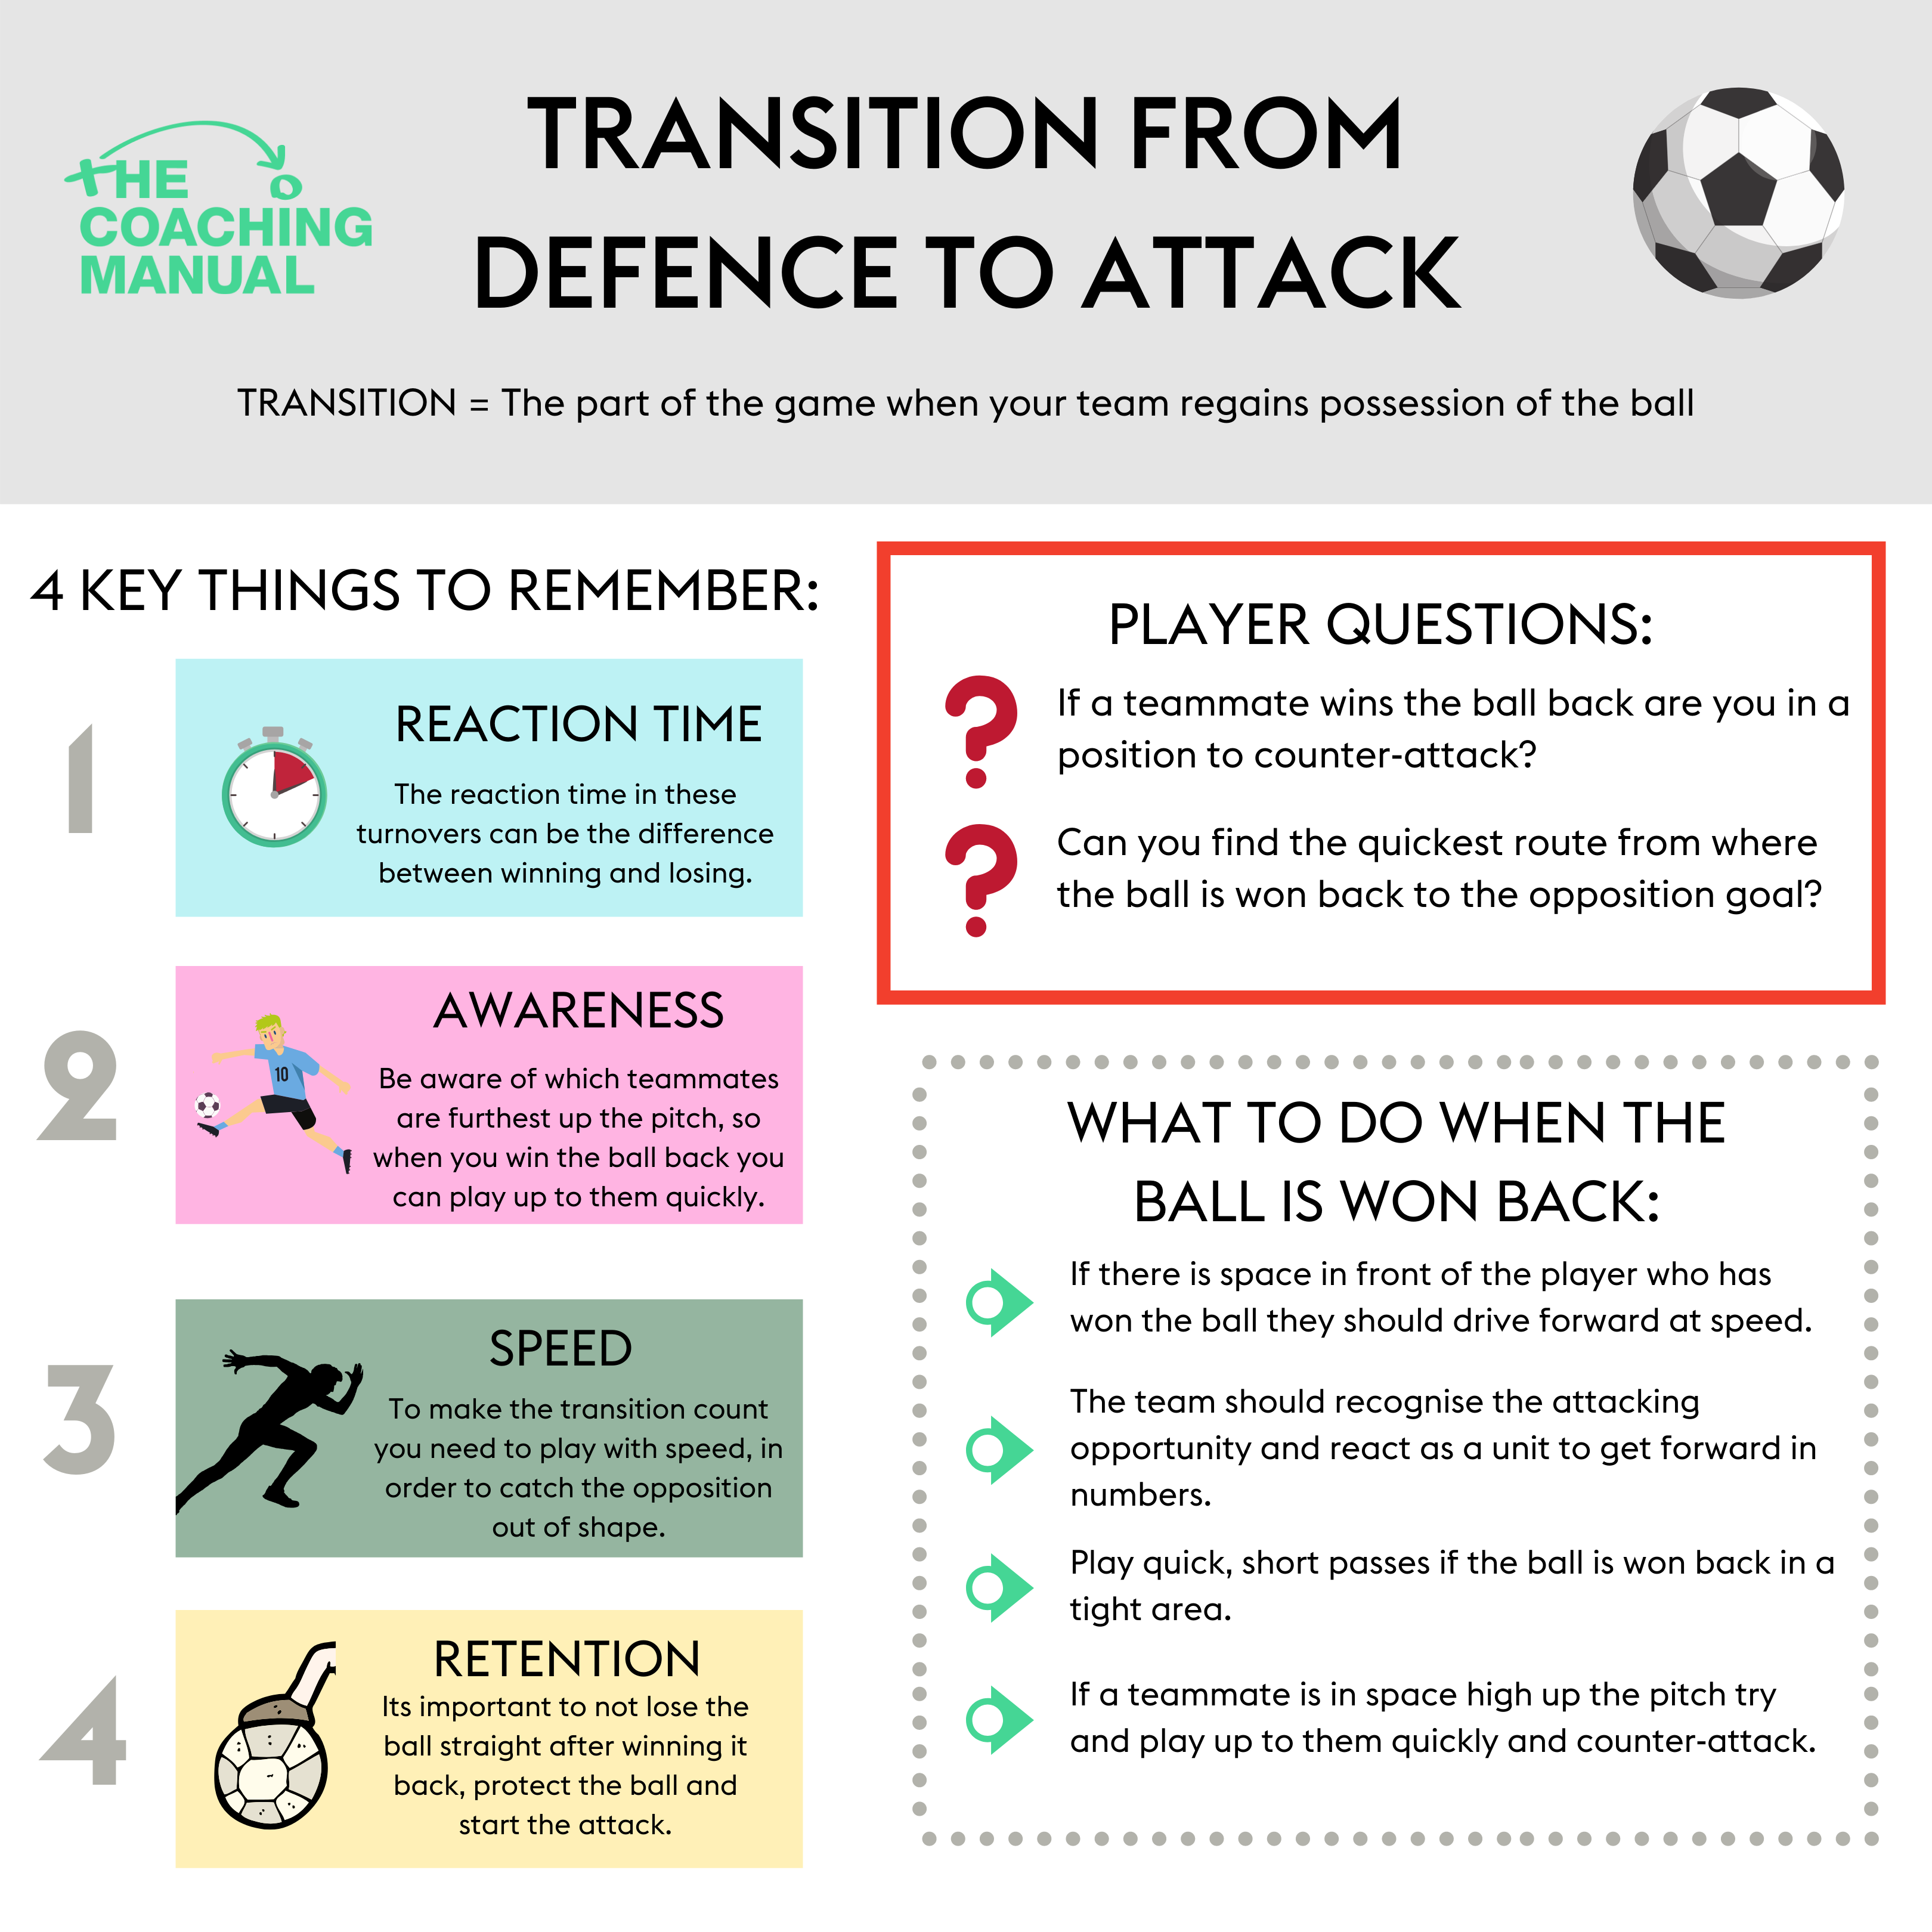 THE
COACHING
MANUAL
TRANSITION FROM
DEFENCE TO ATTACK
TRANSITION = The part of the game when your team regains possession of the ball
4 KEY THINGS TO REMEMBER:
1
REACTION TIME
The reaction time in these
turnovers can be the difference
between winning and losing.
2
10
AWARENESS
Be aware of which teammates
are furthest up the pitch, so
when you win the ball back you
can play up to them quickly.
3
SPEED
To make the transition count
you need to play with speed, in
order to catch the opposition
out of shape.
4
RETENTION
Its important to not lose the
ball straight after winning it
back, protect the ball and
start the attack.
PLAYER QUESTIONS:
? If a teammate wins the ball back are you in a
position to counter-attack?
? Can you find the quickest route from where
the ball is won back to the opposition goal?
WHAT TO DO WHEN THE
BALL IS WON BACK:
If there is space in front of the player who has
won the ball they should drive forward at speed.
The team should recognise the attacking
opportunity and react as a unit to get forward in
numbers.
Play quick, short passes if the ball is won back in a
tight area.
If a teammate is in space high up the pitch try
and play up to them quickly and counter-attack.